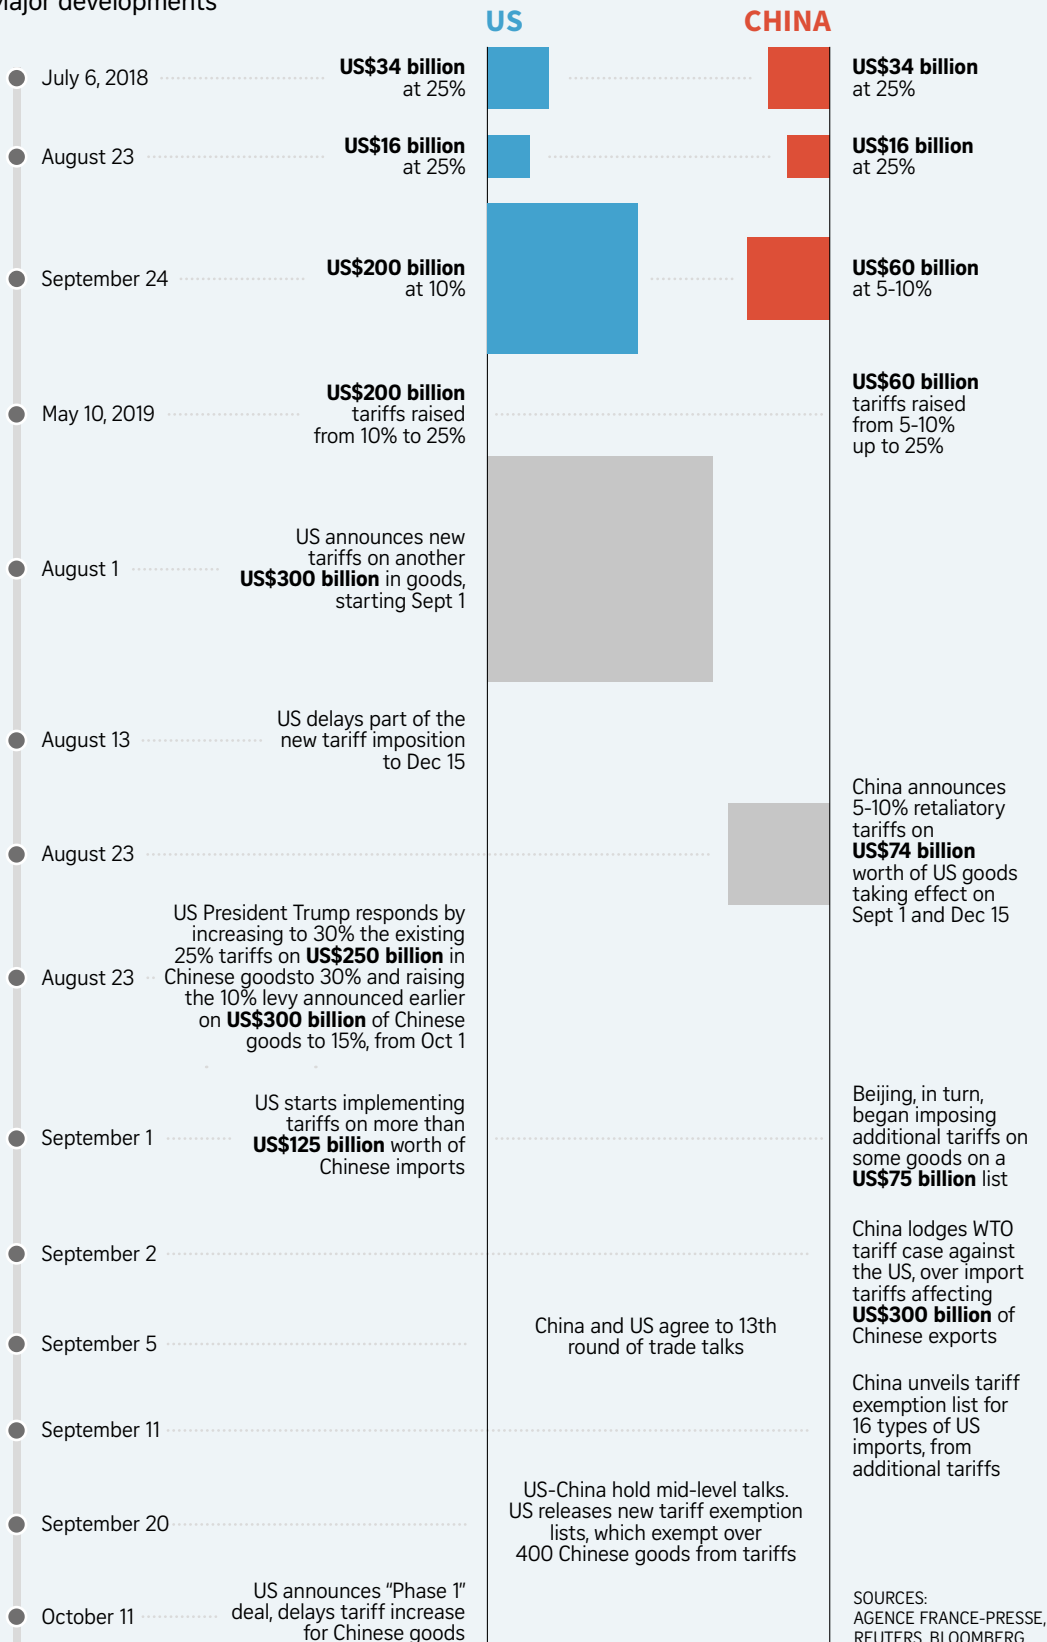 Major developments
US
CHINA
July 6, 2018
US$34 billion
at 25%
US$34 billion
at 25%
August 23
US$16 billion
at 25%
US$16 billion
at 25%
September 24
US$200 billion
at 10%
US$60 billion
at 5-10%
May 10, 2019
US$200 billion
tariffs raised
from 10% to 25%
US$60 billion
tariffs raised
from 5-10%
up to 25%
August 1
US announces new
tariffs on another
US$300 billion in goods,
starting Sept 1
August 13
US delays part of the
new tariff imposition
to Dec 15
August 23
China announces
5-10% retaliatory
tariffs on
US$74 billion
worth of US goods
taking effect on
Sept 1 and Dec 15
August 23
US President Trump responds by
increasing to 30% the existing
25% tariffs on US$250 billion in
Chinese goodsto 30% and raising
the 10% levy announced earlier
on US$300 billion of Chinese
goods to 15%, from Oct 1
September 1
US starts implementing
tariffs on more than
US$125 billion worth of
Chinese imports
Beijing, in turn,
began imposing
additional tariffs on
some goods on a
US$75 billion list
September 2
China lodges WTO
tariff case against
the US, over import
tariffs affecting
US$300 billion of
Chinese exports
September 5
China and US agree to 13th
round of trade talks
September 11
China unveils tariff
exemption list for
16 types of US
imports, from
additional tariffs
September 20
US-China hold mid-level talks.
US releases new tariff exemption
lists, which exempt over
400 Chinese goods from tariffs
October 11
US announces “Phase 1”
deal, delays tariff increase
for Chinese goods
SOURCES:
AGENCE FRANCE-PRESSE,
REUTERS, BLOOMBERG